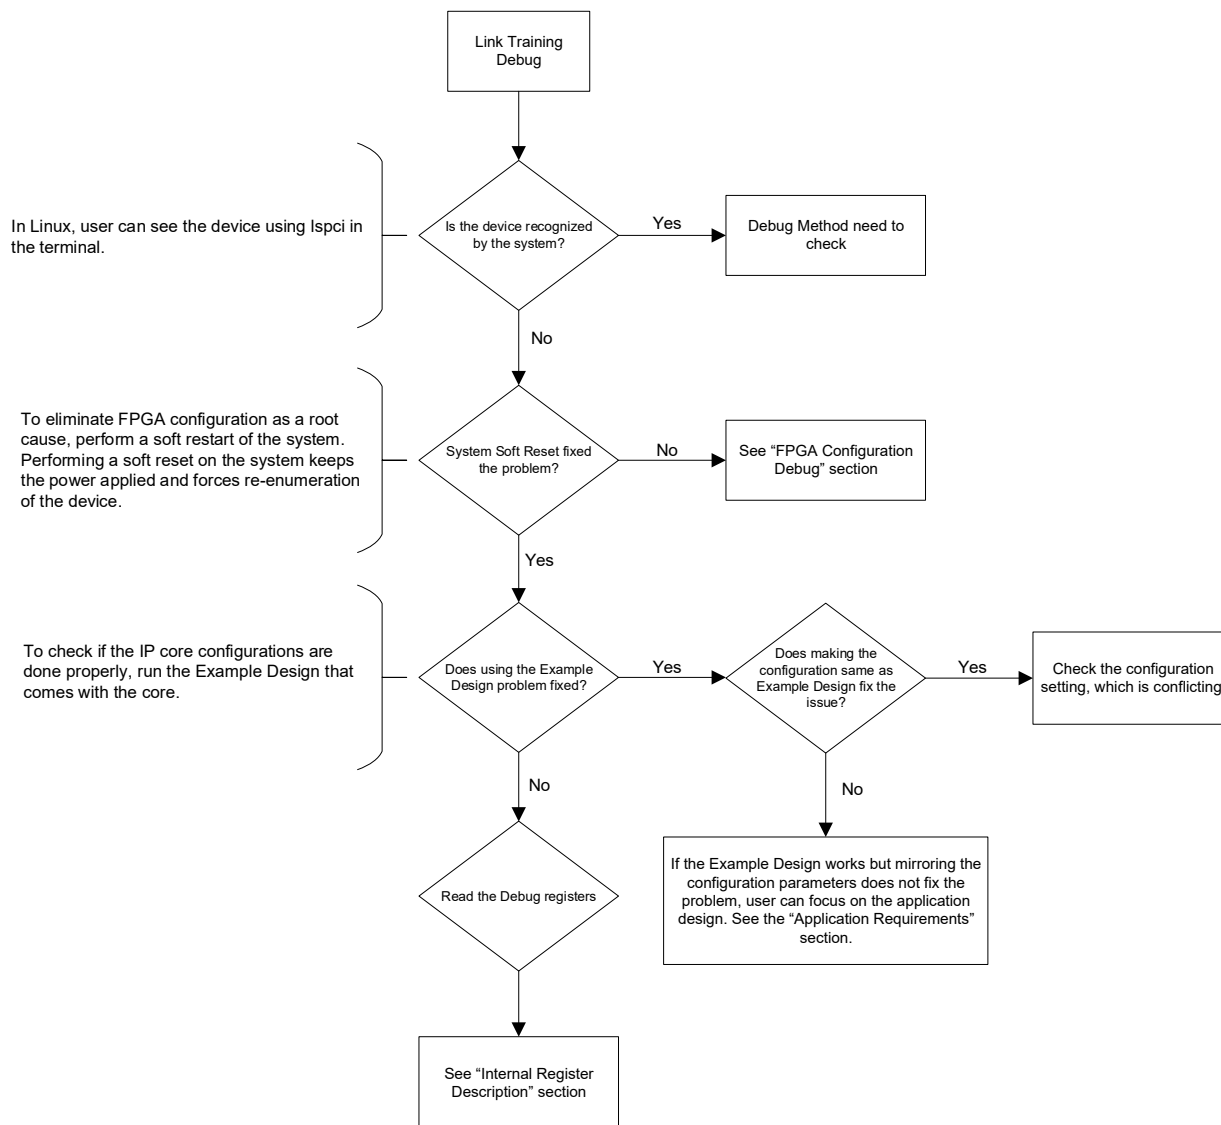 Link Training
Debug
In Linux, user can see the device using lspci in
the terminal.
Is the device recognized
by the system?
Yes
Debug Method need to
check
No
To eliminate FPGA configuration as a root
cause, perform a soft restart of the system.
Performing a soft reset on the system keeps
the power applied and forces re-enumeration
of the device.
System Soft Reset fixed
the problem?
No
See “FPGA Configuration
Debug” section
Yes
To check if the IP core configurations are
done properly, run the Example Design that
comes with the core.
Does using the Example
Design problem fixed?
Yes
Does making the
configuration same as
Example Design fix the
issue?
Yes
Check the configuration
setting, which is conflicting.
No
No
Read the Debug registers
If the Example Design works but mirroring the
configuration parameters does not fix the
problem, user can focus on the application
design. See the “Application Requirements”
section.
See “Internal Register
Description” section